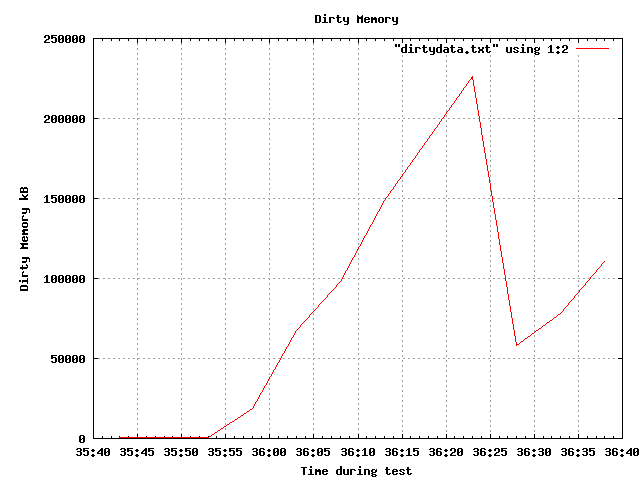 Dirty Memory
250000
"dirtydata.txt" using 1:2
200000
150000
Dirty Memory kB
100000
50000
0
35:40 35:45 35:50 35:55 36:00 36:05 36:10 36:15 36:20 36:25 36:30 36:35 36:40
Time during test